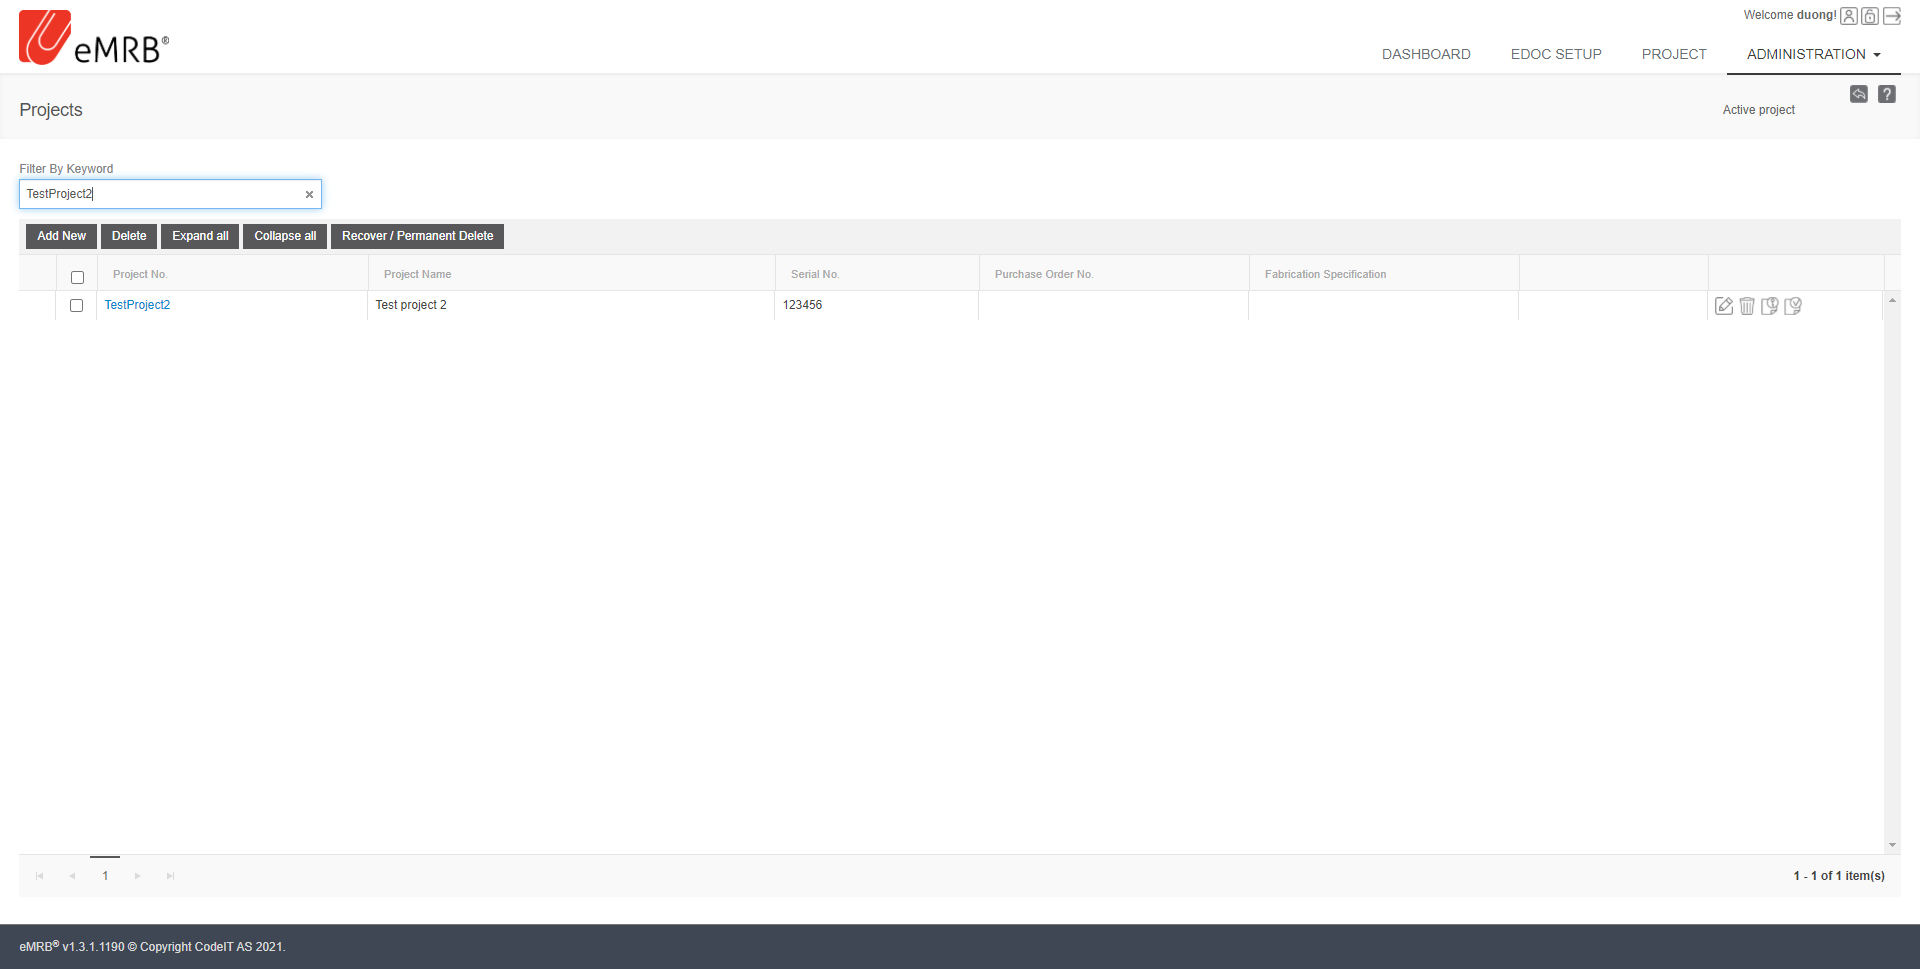 eMRB®
Welcome duong!
DASHBOARD
EDOC SETUP
PROJECT
ADMINISTRATION
Projects
Active project
?
Filter By Keyword
TestProject2
Add New
Delete
Expand all
Collapse all
Recover / Permanent Delete
Project No.
Project Name
Serial No.
Purchase Order No.
Fabrication Specification
TestProject2
Test project 2
123456
1
1 - 1 of 1 item(s)
eMRB® v1.3.1.1190 © Copyright CodeIT AS 2021.